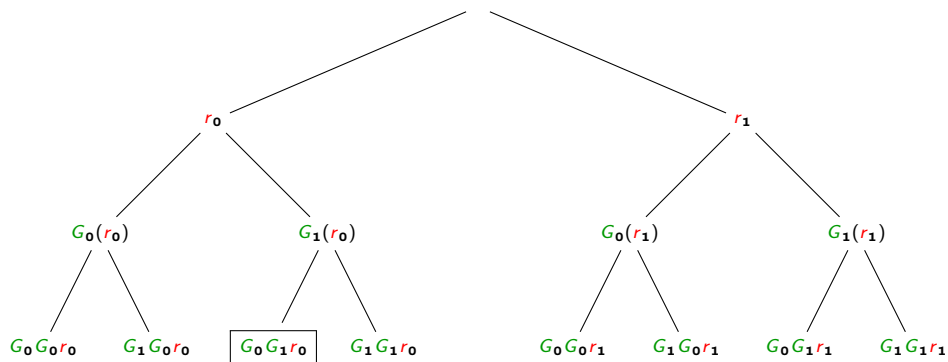 r₀ r₁
G₀(r₀) G₁(r₀) G₀(r₁) G₁(r₁)
G₀G₀r₀ G₁G₀r₀ G₀G₁r₀ G₁G₁r₀ G₀G₀r₁ G₁G₀r₁ G₀G₁r₁ G₁G₁r₁